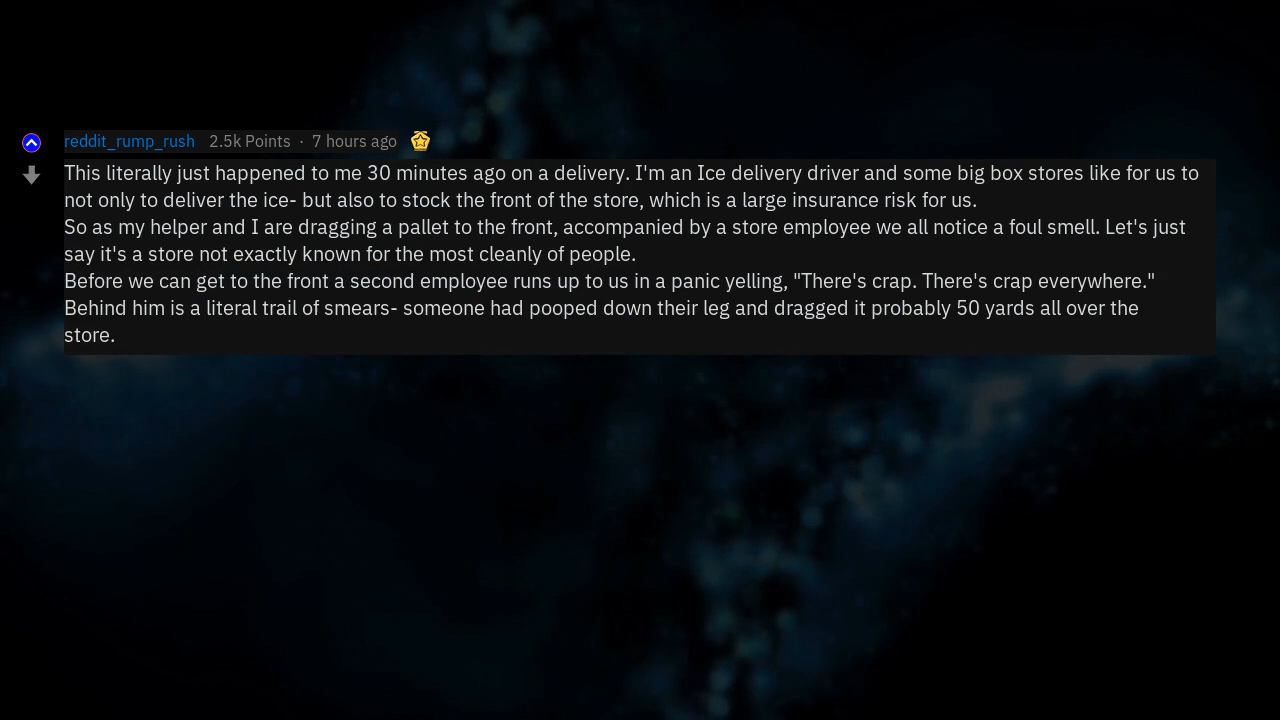 reddit_rump_rush 2.5k Points · 7 hours ago
This literally just happened to me 30 minutes ago on a delivery. I'm an Ice delivery driver and some big box stores like for us to
not only to deliver the ice- but also to stock the front of the store, which is a large insurance risk for us.
So as my helper and I are dragging a pallet to the front, accompanied by a store employee we all notice a foul smell. Let's just
say it's a store not exactly known for the most cleanly of people.
Before we can get to the front a second employee runs up to us in a panic yelling, "There's crap. There's crap everywhere."
Behind him is a literal trail of smears- someone had pooped down their leg and dragged it probably 50 yards all over the
store.